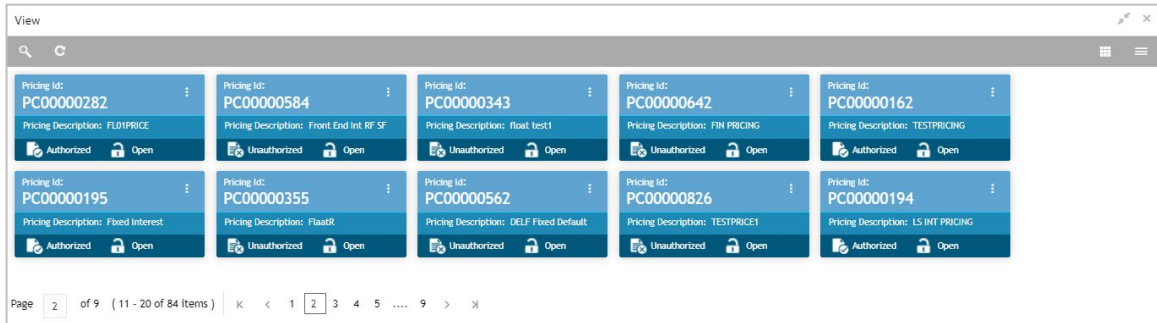 View
Pricing Id: Pricing Id: Pricing Id: Pricing Id: Pricing Id:
PC00000282 PC00000584 PC00000343 PC00000642 PC00000162
Pricing Description: FL01PRICE Pricing Description: Front End Int RF SF Pricing Description: float test1 Pricing Description: FIN PRICING Pricing Description: TESTPRICING
Authorized Open Unauthorized Open Unauthorized Open Unauthorized Open Authorized Open
Pricing Id: Pricing Id: Pricing Id: Pricing Id: Pricing Id:
PC00000195 PC00000355 PC00000562 PC00000826 PC00000194
Pricing Description: Fixed Interest Pricing Description: FlaatR Pricing Description: DELF Fixed Default Pricing Description: TESTPRICE1 Pricing Description: LS INT PRICING
Authorized Open Unauthorized Open Unauthorized Open Unauthorized Open Authorized Open
Page 2 of 9 ( 11 - 20 of 84 items ) 1 2 3 4 5 .... 9